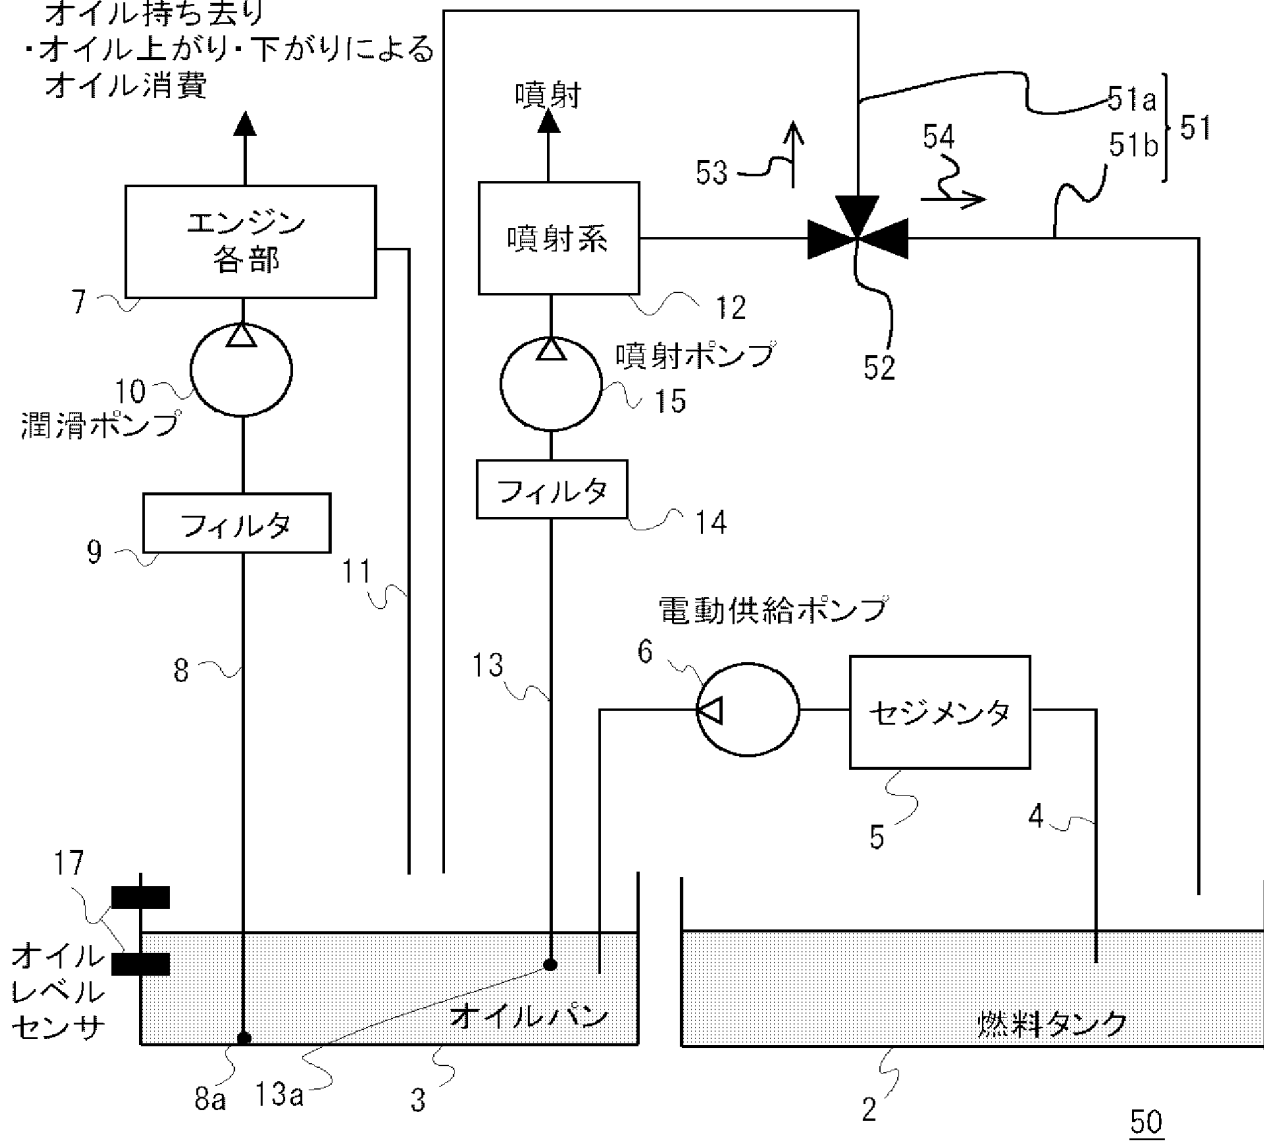 オイル持ち去り
・オイル上がり・下がりによる
オイル消費
噴射
51a
51b
51
53
54
エンジン
各部
噴射系
7
12
52
10
潤滑ポンプ
噴射ポンプ
15
フィルタ
9
フィルタ
14
11
電動供給ポンプ
6
8
13
セジメンタ
5
4
17
オイル
レベル
センサ
オイルパン
燃料タンク
8a
13a
3
2
50